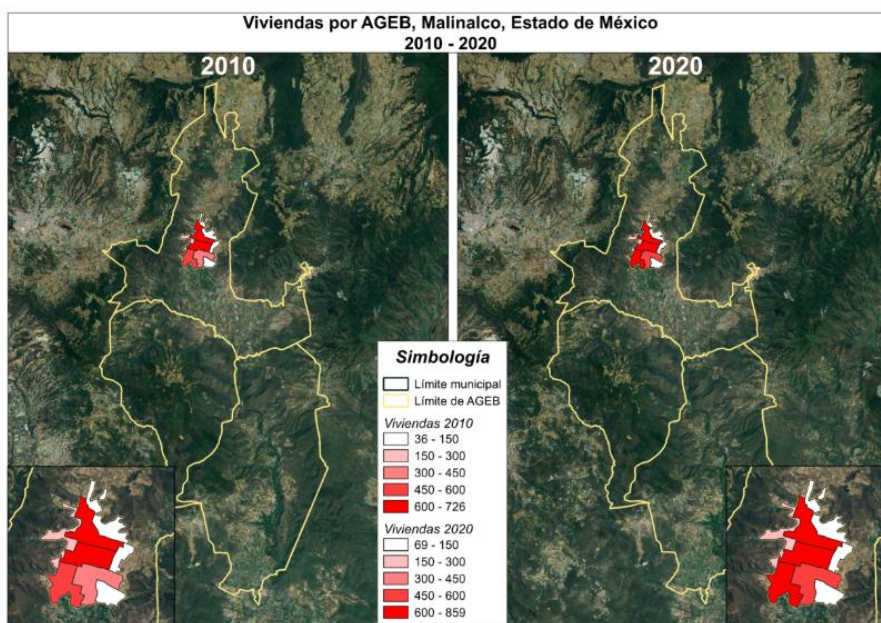 Viviendas por AGEB, Malinalco, Estado de México
2010 - 2020
2010
2020
Simbología
Límite municipal
Límite de AGEB
Viviendas 2010
36 - 150
150 - 300
300 - 450
450 - 600
600 - 726
Viviendas 2020
69 - 150
150 - 300
300 - 450
450 - 600
600 - 859